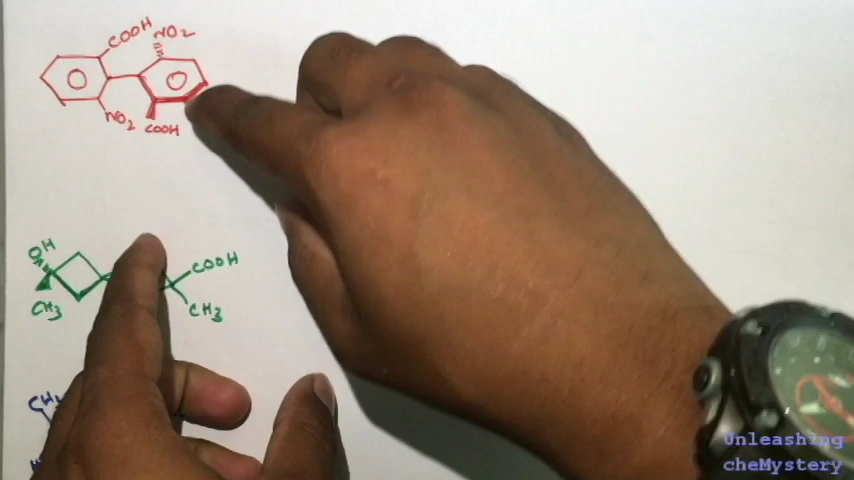 COOH
NO2
NO2
COOH
OH
COOH
CH3
CH3
Unleashing
cheMystery